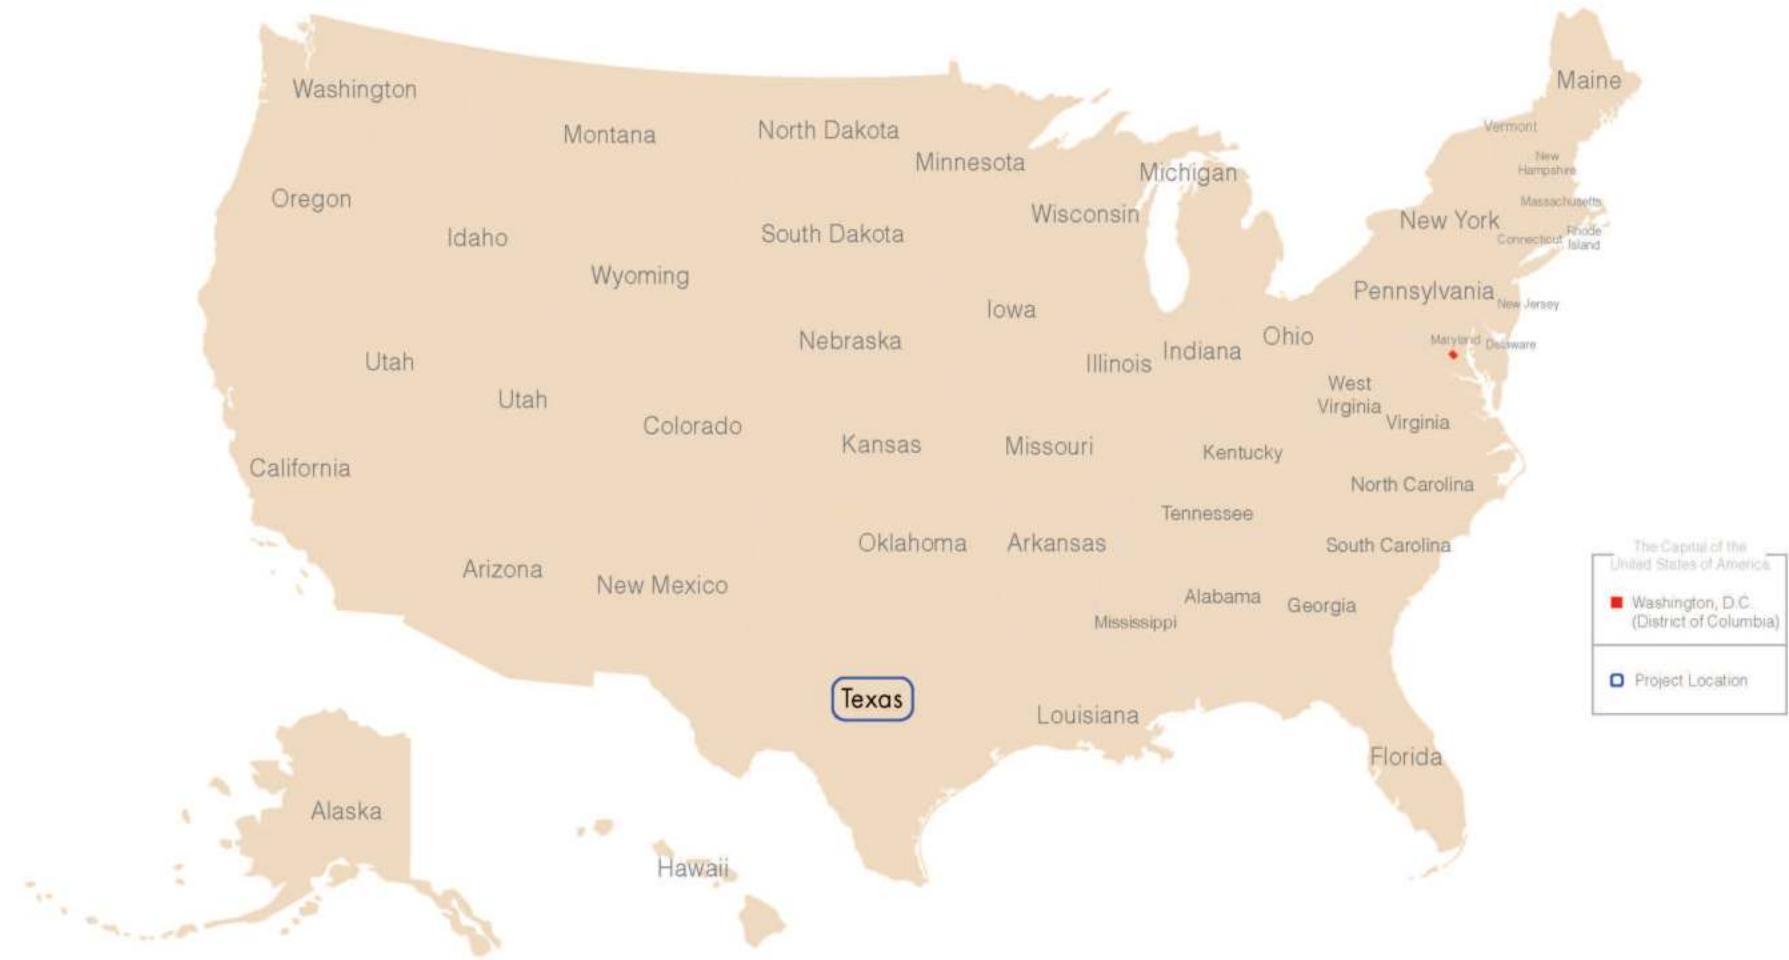 Maine
Washington
Vermont
North Dakota
Montana
Minnesota
New
Hampshire
Michigan
Oregon
Massachusetts
Wisconsin
New York
South Dakota
Idaho
Rhode
Island
Connecticut
Wyoming
Pennsylvania
New Jersey
Iowa
Ohio
Nebraska
Maryland
Delaware
Indiana
Utah
Illinois
West
Virginia
Utah
Virginia
Colorado
Kansas
Missouri
Kentucky
California
North Carolina
Tennessee
Oklahoma
Arkansas
South Carolina
The Capital of the
United States of America
Arizona
New Mexico
Alabama
Georgia
Washington, D.C.
(District of Columbia)
Mississippi
Project Location
Texas
Louisiana
Florida
Alaska
Hawaii